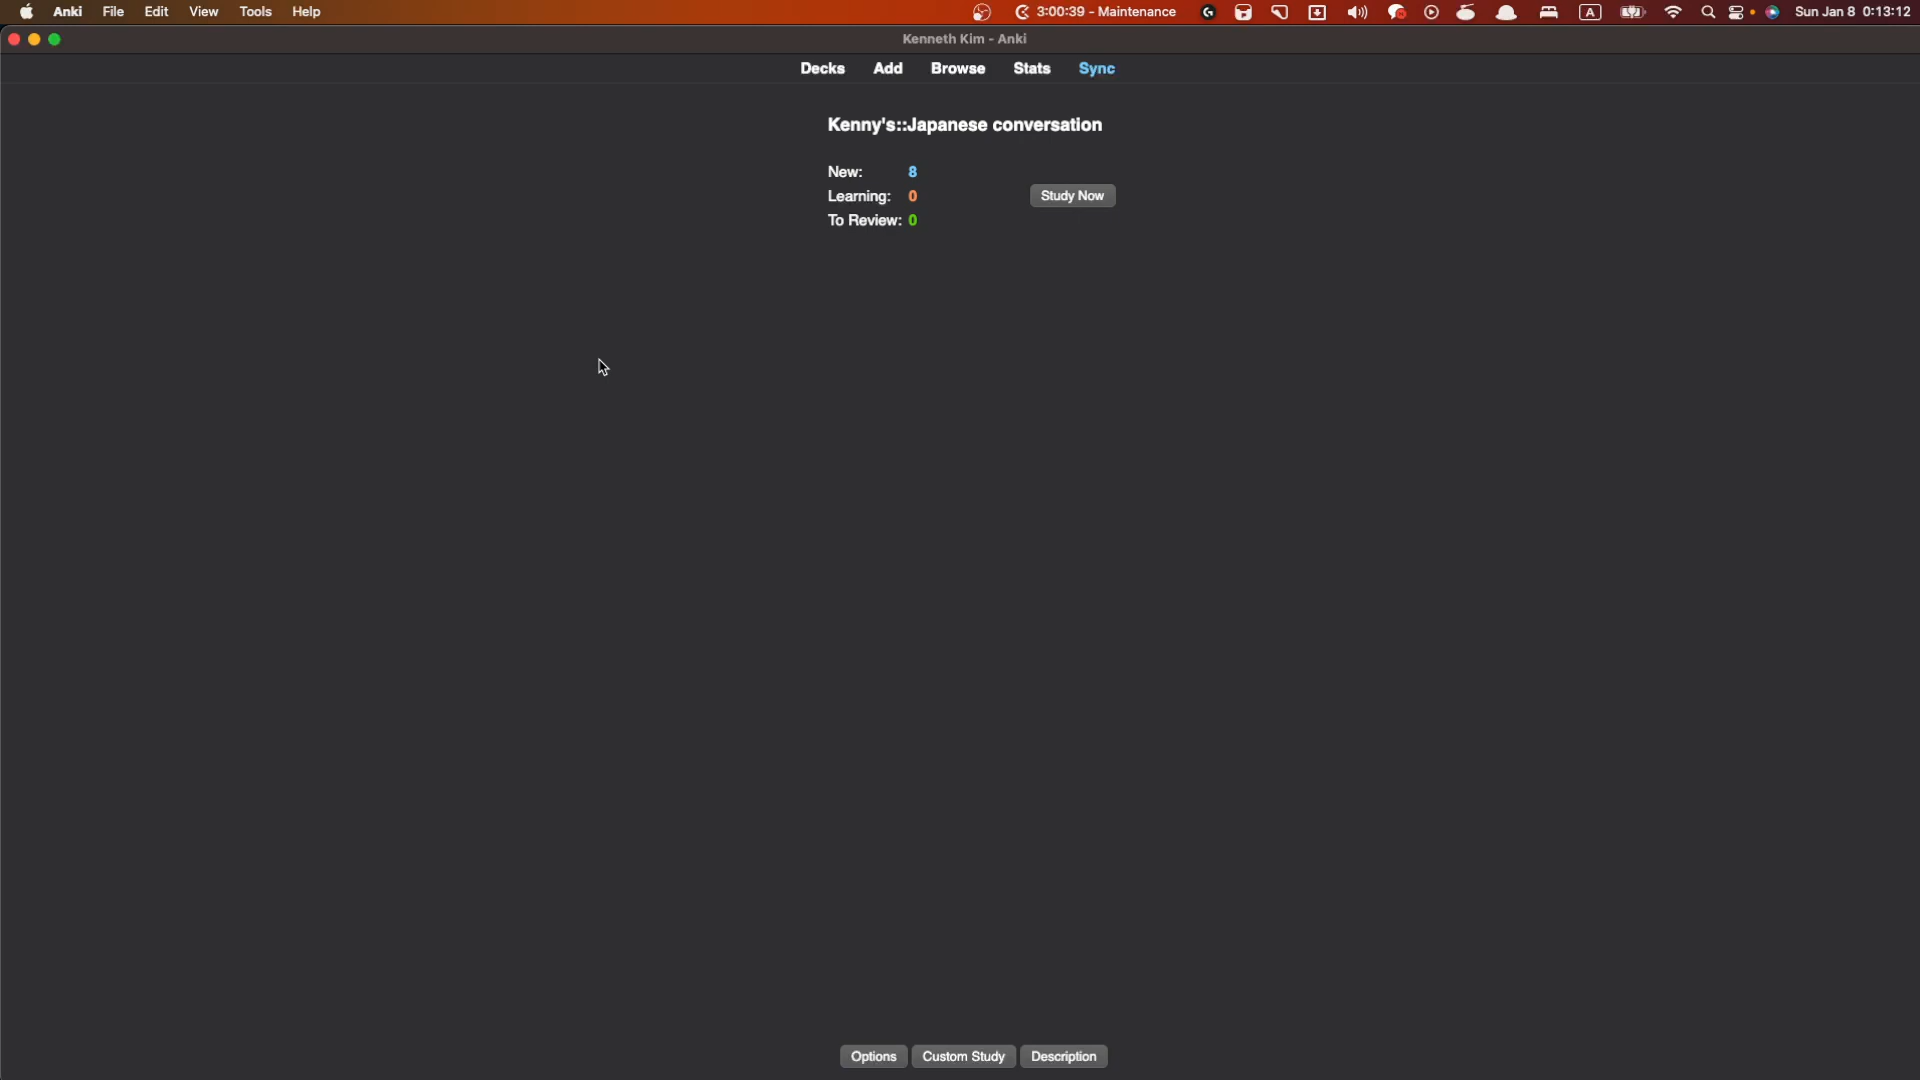 Anki File Edit View Tools Help 3:00:39 - Maintenance A Sun Jan 8 0:13:12
Kenneth Kim - Anki
Decks Add Browse Stats Sync
Kenny's::Japanese conversation
New: 8
Learning: 0
Study Now
To Review: 0
Options Custom Study Description